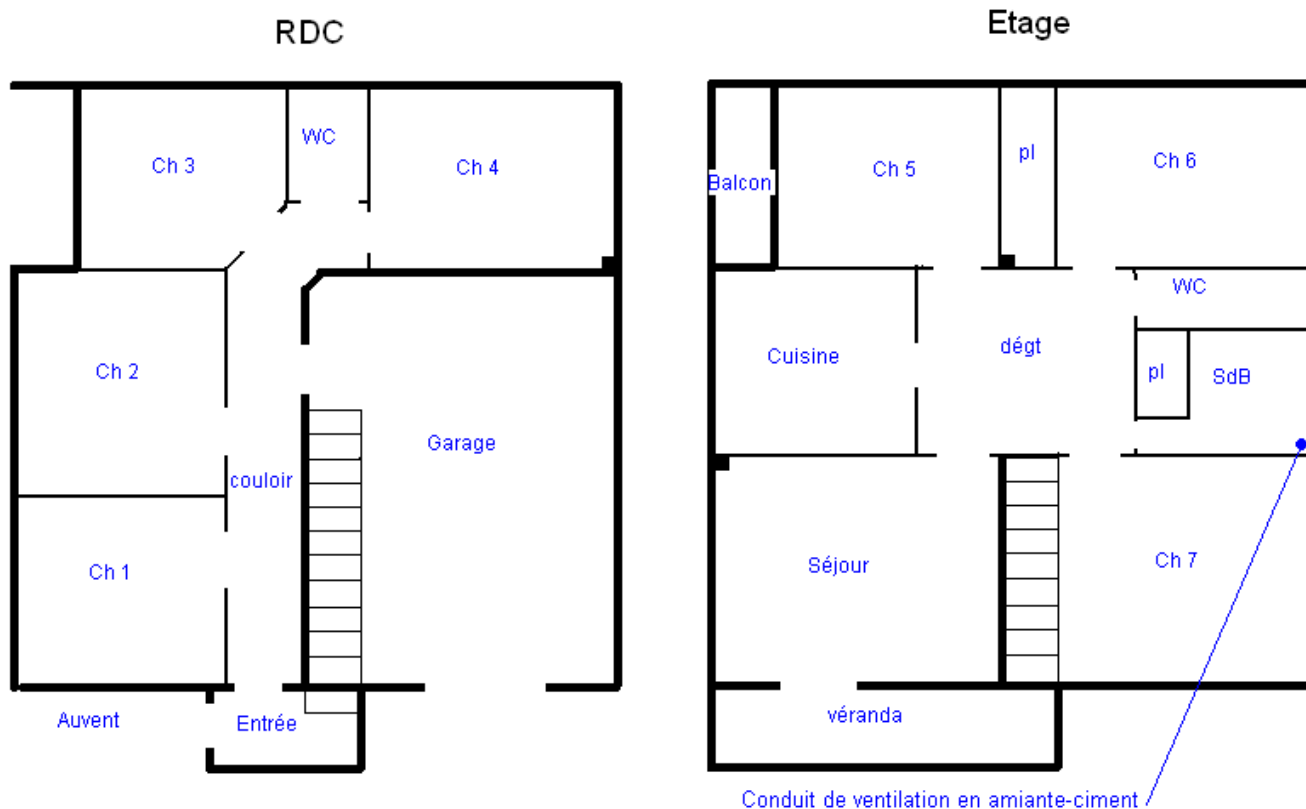 RDC
WC
Ch 3
Ch 4
Ch 2
Garage
couloir
Ch 1
Auvent
Entrée
Etage
pl
Ch 6
Ch 5
Balcon
WC
dégt
Cuisine
pl
SdB
Séjour
Ch 7
véranda
Conduit de ventilation en amiante-ciment